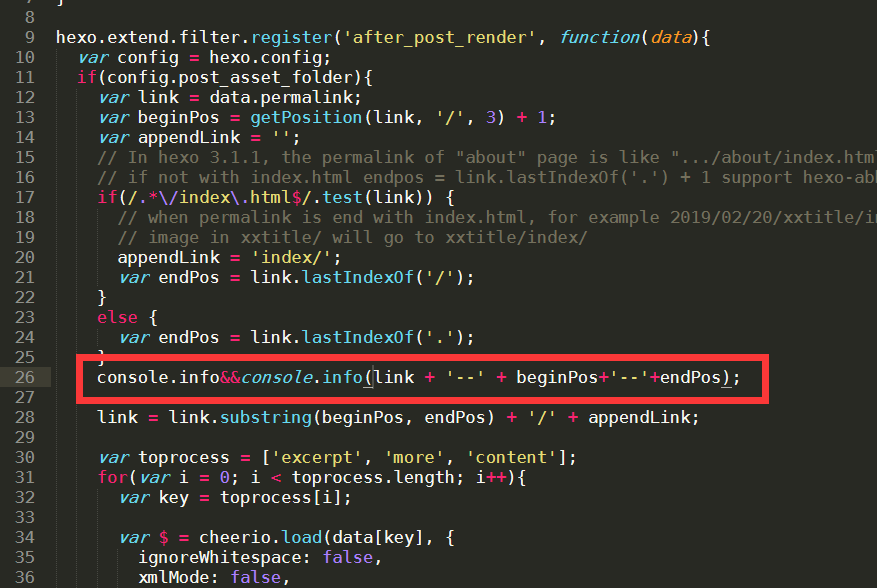 }
8
9 hexo.extend.filter.register('after_post_render', function(data){
10 var config = hexo.config;
11 if(config.post_asset_folder){
12 var link = data.permalink;
13 var beginPos = getPosition(link, '/', 3) + 1;
14 var appendLink = '';
15 // In hexo 3.1.1, the permalink of "about" page is like ".../about/index.html
16 // if not with index.html endpos = link.lastIndexOf('.') + 1 support hexo-abb
17 if(/.*\/index\.html$/.test(link)) {
18 // when permalink is end with index.html, for example 2019/02/20/xxtitle/in
19 // image in xxtitle/ will go to xxtitle/index/
20 appendLink = 'index/';
21 var endPos = link.lastIndexOf('/');
22 }
23 else {
24 var endPos = link.lastIndexOf('.');
25 }
26 console.info&&console.info(link + '--' + beginPos+'--'+endPos);
27
28 link = link.substring(beginPos, endPos) + '/' + appendLink;
29
30 var toprocess = ['excerpt', 'more', 'content'];
31 for(var i = 0; i < toprocess.length; i++){
32 var key = toprocess[i];
33
34 var $ = cheerio.load(data[key], {
35 ignoreWhitespace: false,
36 xmlMode: false,